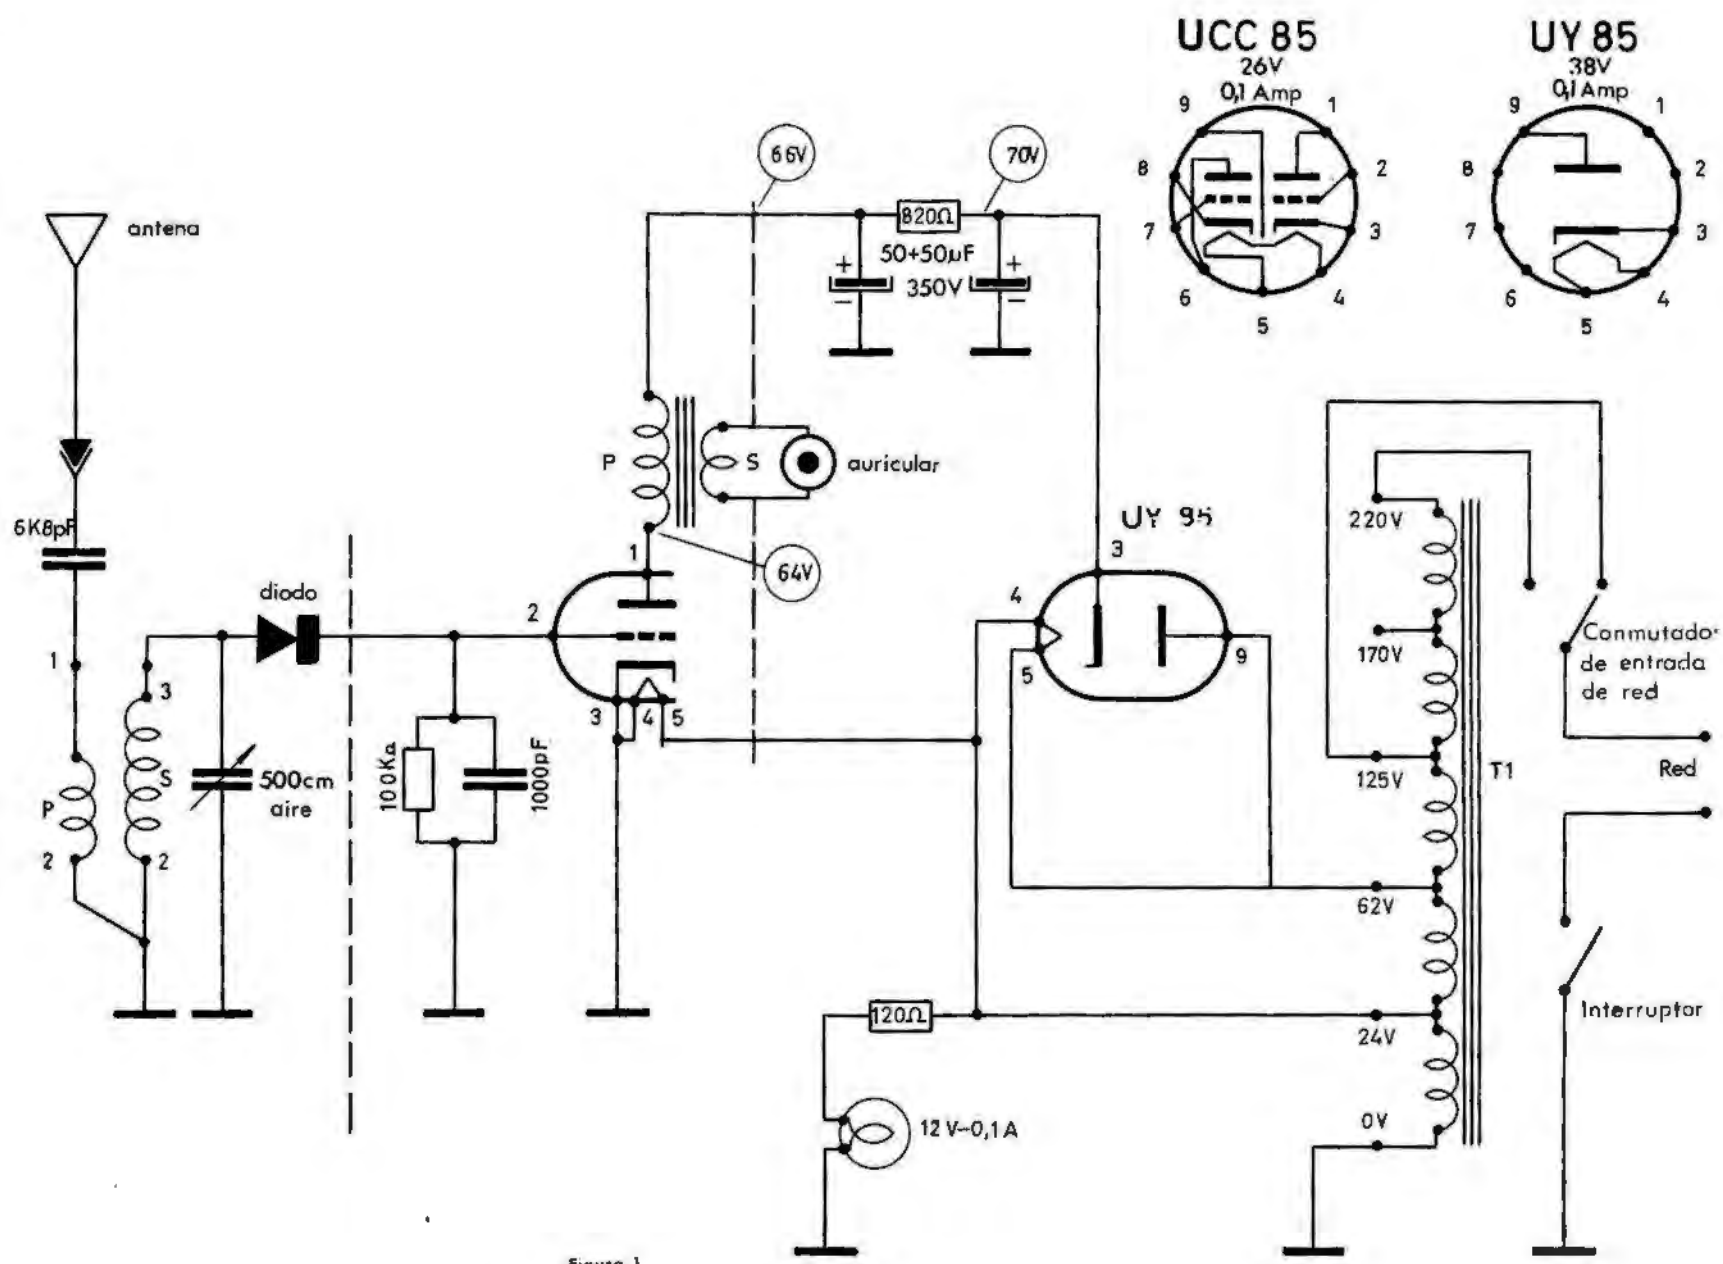 UCC 85
26V
0,1 Amp
9
1
8
2
7
3
6
4
5
UY 85
38V
0,1 Amp
9
1
8
2
7
3
6
4
5
antena
66V
70V
820Ω
50+50µF
350V
+
+
−
−
6K8pF
P
S
auricular
64V
diodo
1
2
UY 85
3
4
5
9
1
3
P
S
2
2
500cm
aire
100KΩ
1000pF
3
4
5
220V
170V
125V
62V
24V
0V
T1
Conmutador
de entrada
de red
Red
Interruptor
120Ω
12V-0,1A
Figura 1